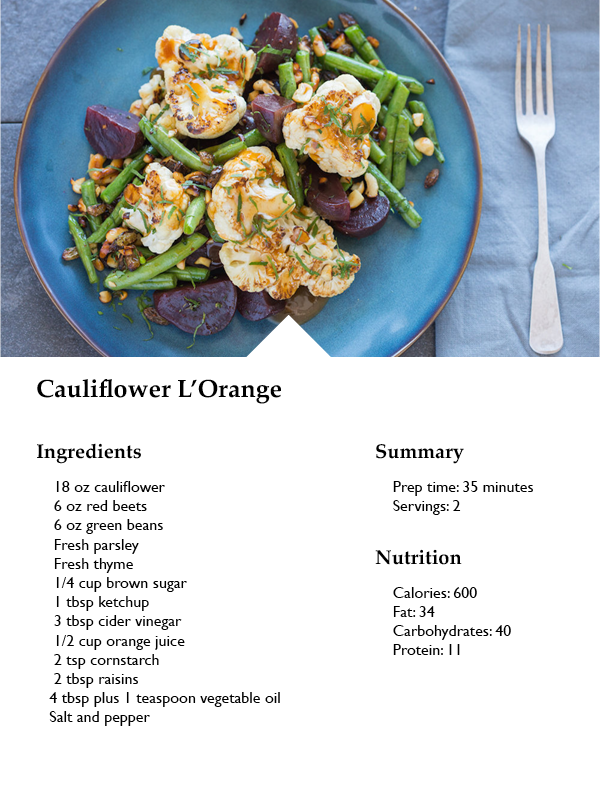 Cauliflower L’Orange
Ingredients
18 oz cauliflower
6 oz red beets
6 oz green beans
Fresh parsley
Fresh thyme
1/4 cup brown sugar
1 tbsp ketchup
3 tbsp cider vinegar
1/2 cup orange juice
2 tsp cornstarch
2 tbsp raisins
4 tbsp plus 1 teaspoon vegetable oil
Salt and pepper
Summary
Prep time: 35 minutes
Servings: 2
Nutrition
Calories: 600
Fat: 34
Carbohydrates: 40
Protein: 11